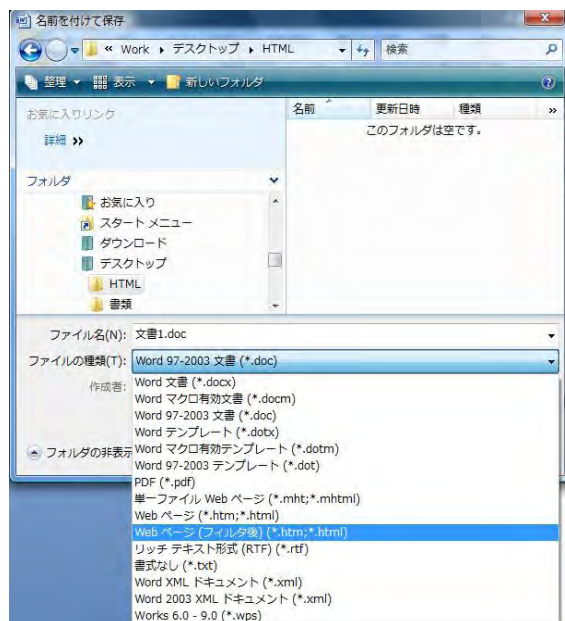 名前を付けて保存
« Work ▸ デスクトップ ▸ HTML
検索
整理 表示 新しいフォルダ
お気に入りリンク
詳細 »
名前 更新日時 種類 »
このフォルダは空です。
フォルダ
お気に入り
スタート メニュー
ダウンロード
デスクトップ
HTML
書類
ファイル名(N): 文書1.doc
ファイルの種類(T): Word 97-2003 文書 (*.doc)
作成者:
フォルダの非表示
Word 文書 (*.docx)
Word マクロ有効文書 (*.docm)
Word 97-2003 文書 (*.doc)
Word テンプレート (*.dotx)
Word マクロ有効テンプレート (*.dotm)
Word 97-2003 テンプレート (*.dot)
PDF (*.pdf)
単一ファイル Web ページ (*.mht;*.mhtml)
Web ページ (*.htm;*.html)
Web ページ (フィルタ後) (*.htm;*.html)
リッチ テキスト形式 (RTF) (*.rtf)
書式なし (*.txt)
Word XML ドキュメント (*.xml)
Word 2003 XML ドキュメント (*.xml)
Works 6.0 - 9.0 (*.wps)